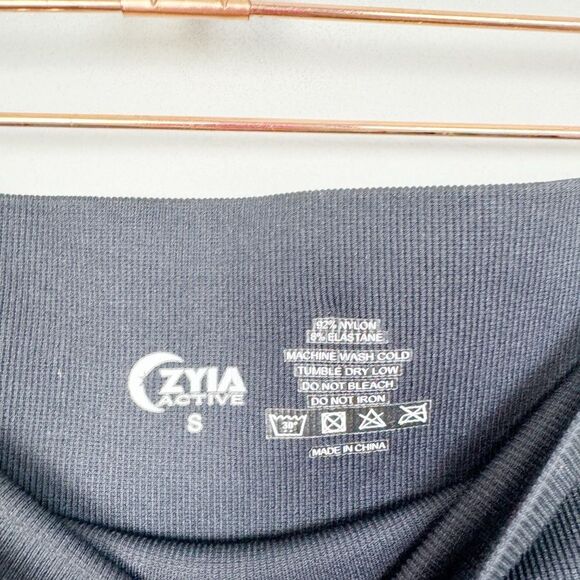 ZYIA
ACTIVE
S
92% NYLON
8% ELASTANE
MACHINE WASH COLD
TUMBLE DRY LOW
DO NOT BLEACH
DO NOT IRON
30°
MADE IN CHINA